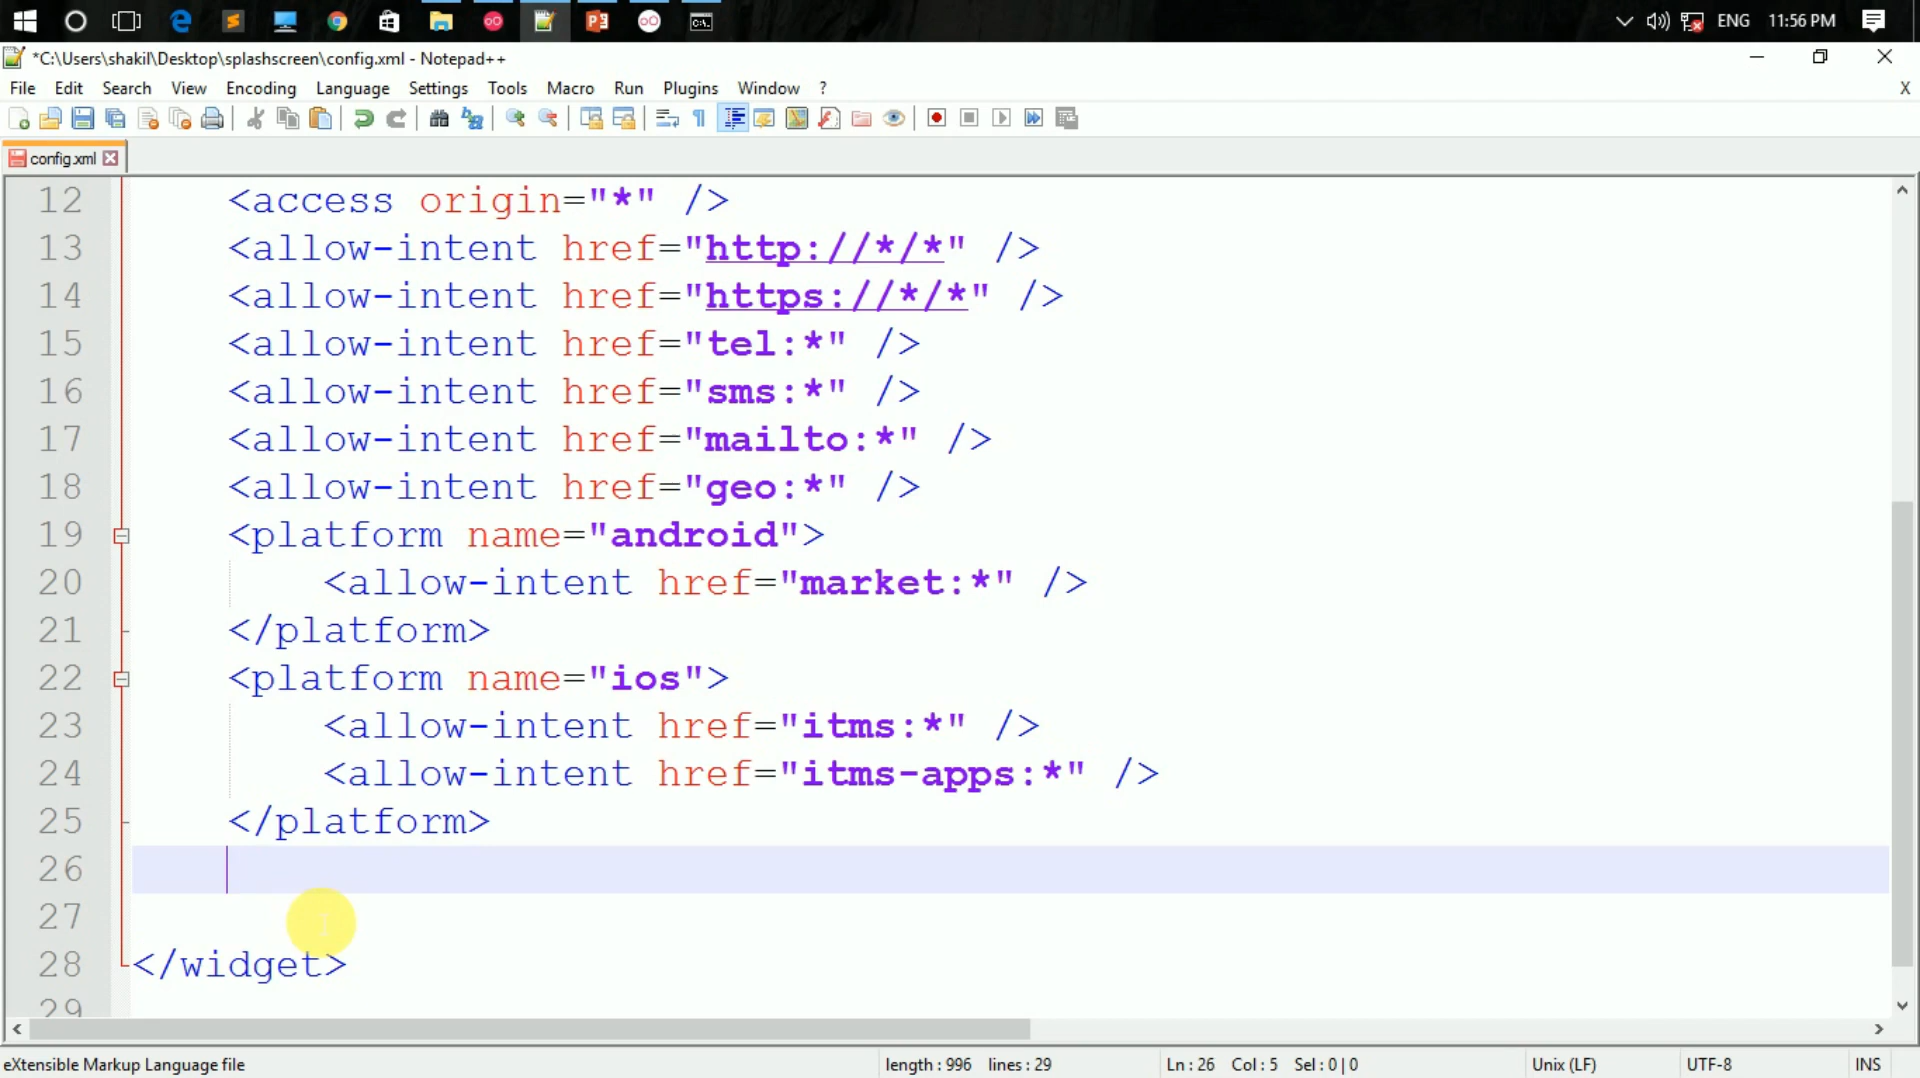 ENG 11:56 PM
*C:\Users\shakil\Desktop\splashscreen\config.xml - Notepad++
File Edit Search View Encoding Language Settings Tools Macro Run Plugins Window ? X
config.xml
12 <access origin="*" />
13 <allow-intent href="http://*/*" />
14 <allow-intent href="https://*/*" />
15 <allow-intent href="tel:*" />
16 <allow-intent href="sms:*" />
17 <allow-intent href="mailto:*" />
18 <allow-intent href="geo:*" />
19 <platform name="android">
20 <allow-intent href="market:*" />
21 </platform>
22 <platform name="ios">
23 <allow-intent href="itms:*" />
24 <allow-intent href="itms-apps:*" />
25 </platform>
26
27
28 </widget>
29
eXtensible Markup Language file length : 996 lines : 29 Ln : 26 Col : 5 Sel : 0 | 0 Unix (LF) UTF-8 INS